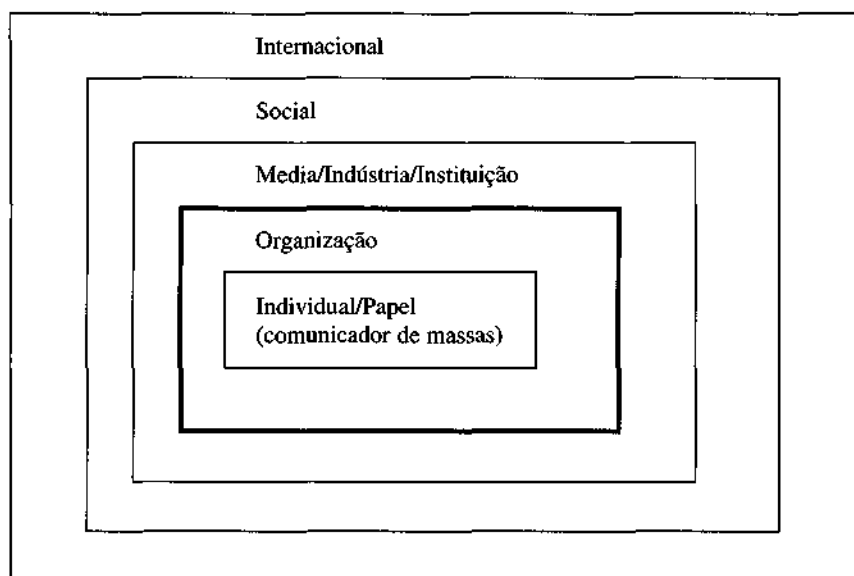 Internacional
Social
Media/Indústria/Instituição
Organização
Individual/Papel
(comunicador de massas)